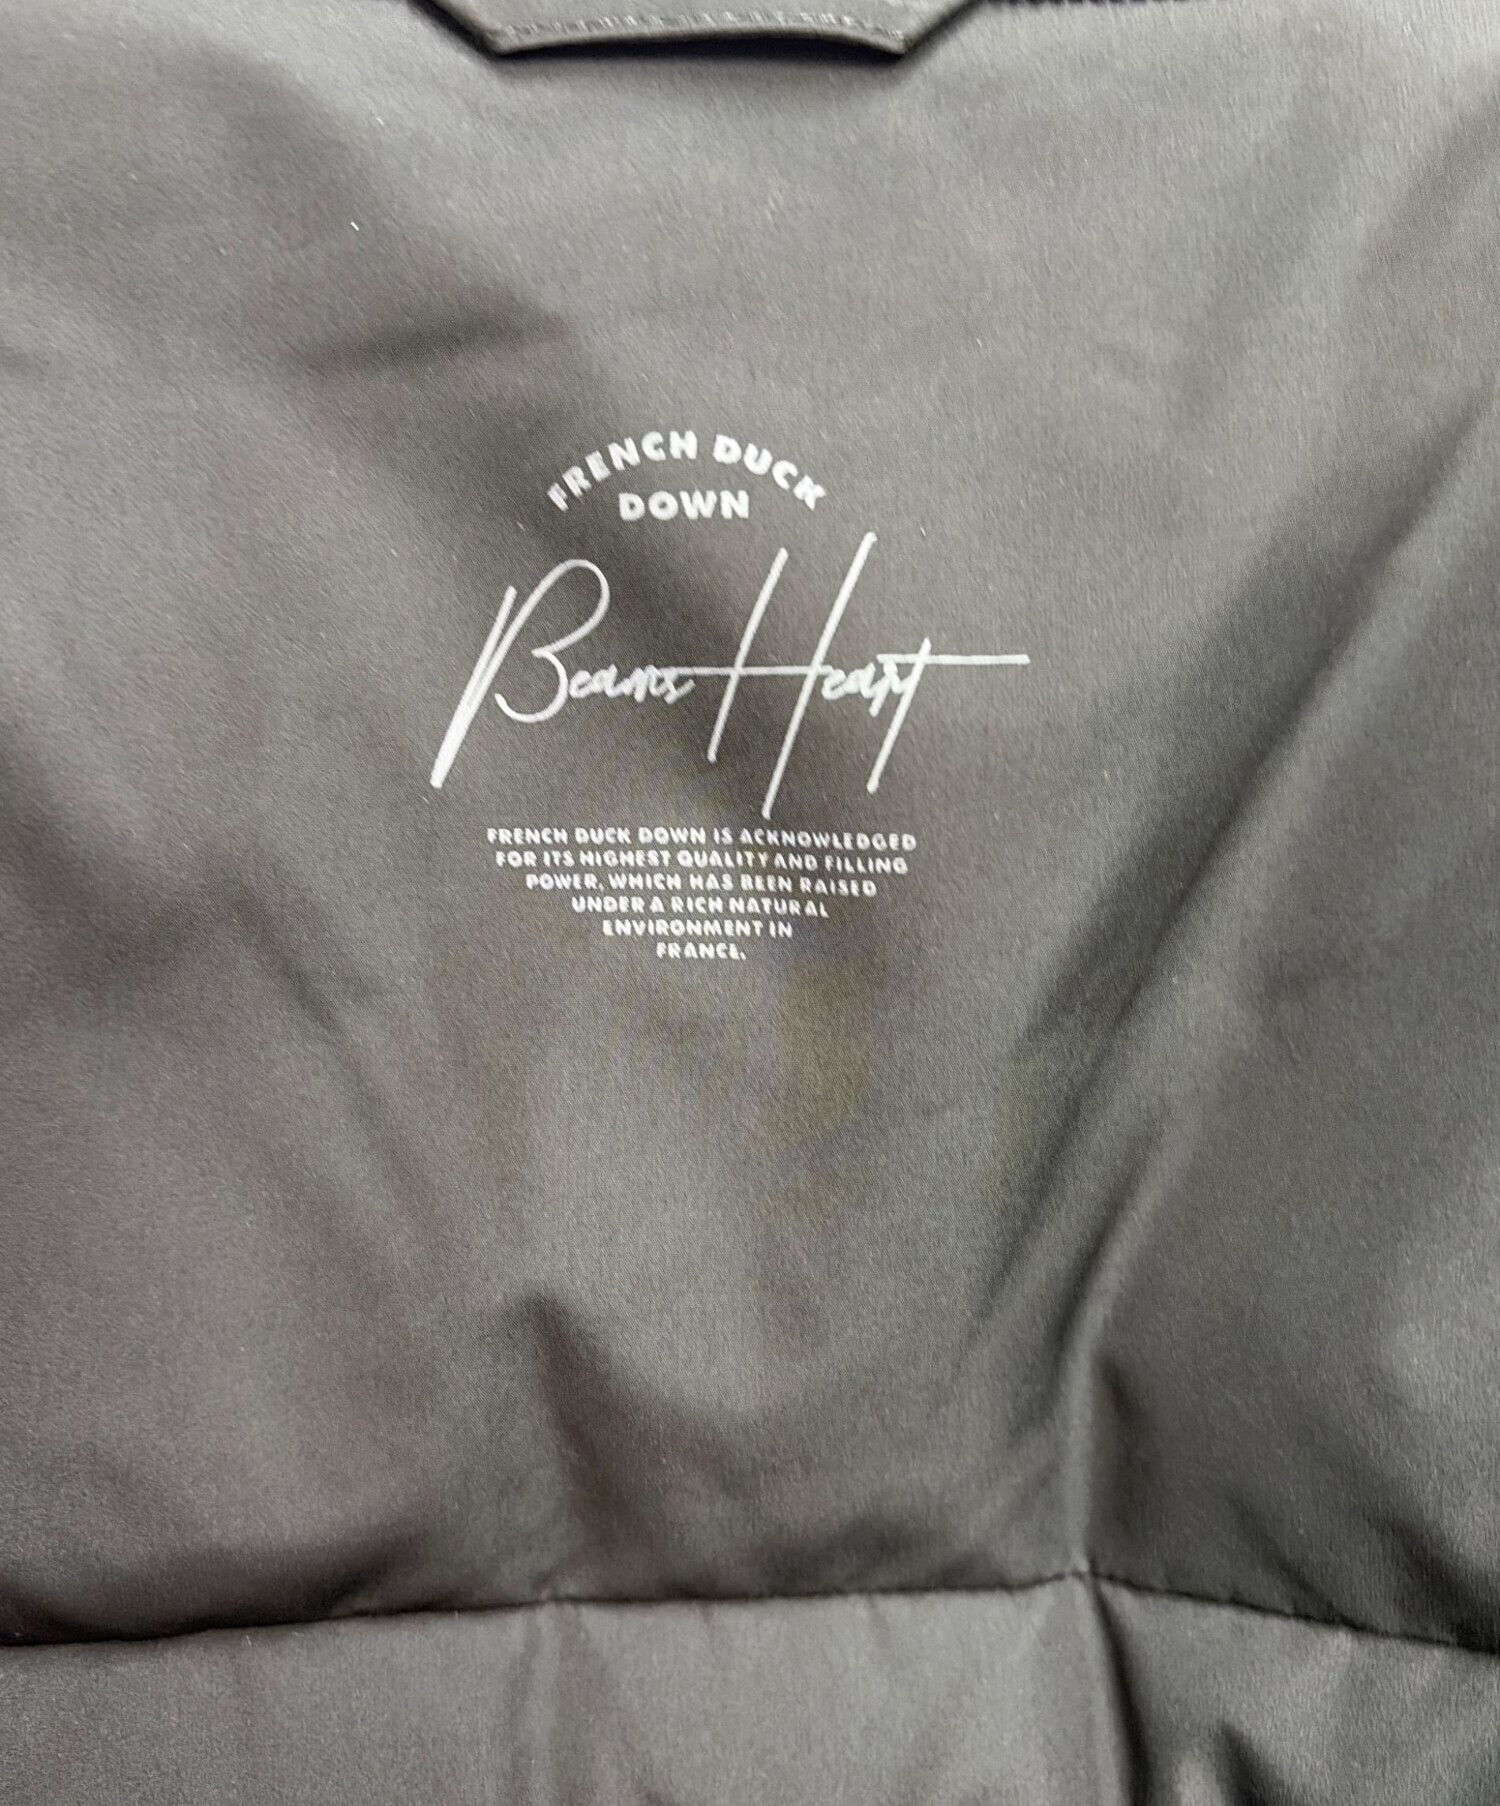 FRENCH DUCK
DOWN
Beams Heart
FRENCH DUCK DOWN IS ACKNOWLEDGED
FOR ITS HIGHEST QUALITY AND FILLING
POWER, WHICH HAS BEEN RAISED
UNDER A RICH NATURAL
ENVIRONMENT IN
FRANCE.